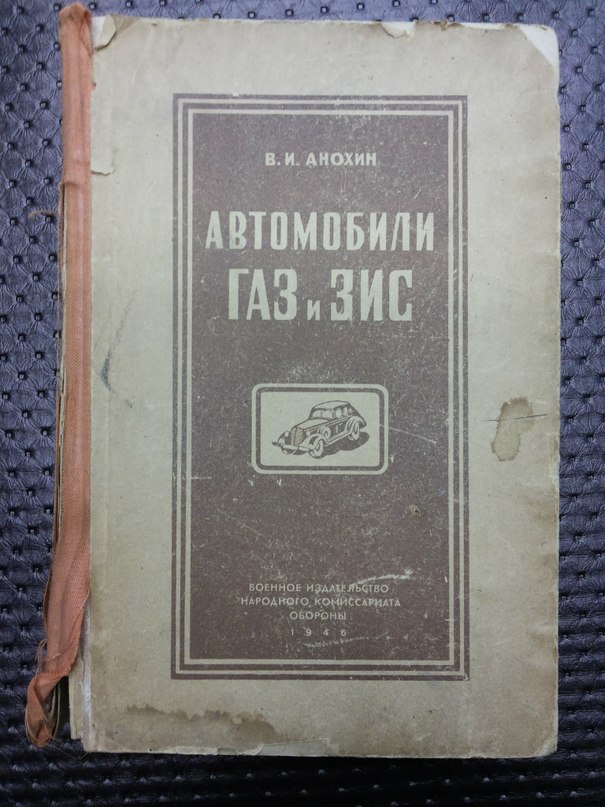 В. И. АНОХИН
АВТОМОБИЛИ
ГАЗ и ЗИС
ВОЕННОЕ ИЗДАТЕЛЬСТВО
НАРОДНОГО КОМИССАРИАТА
ОБОРОНЫ
1946